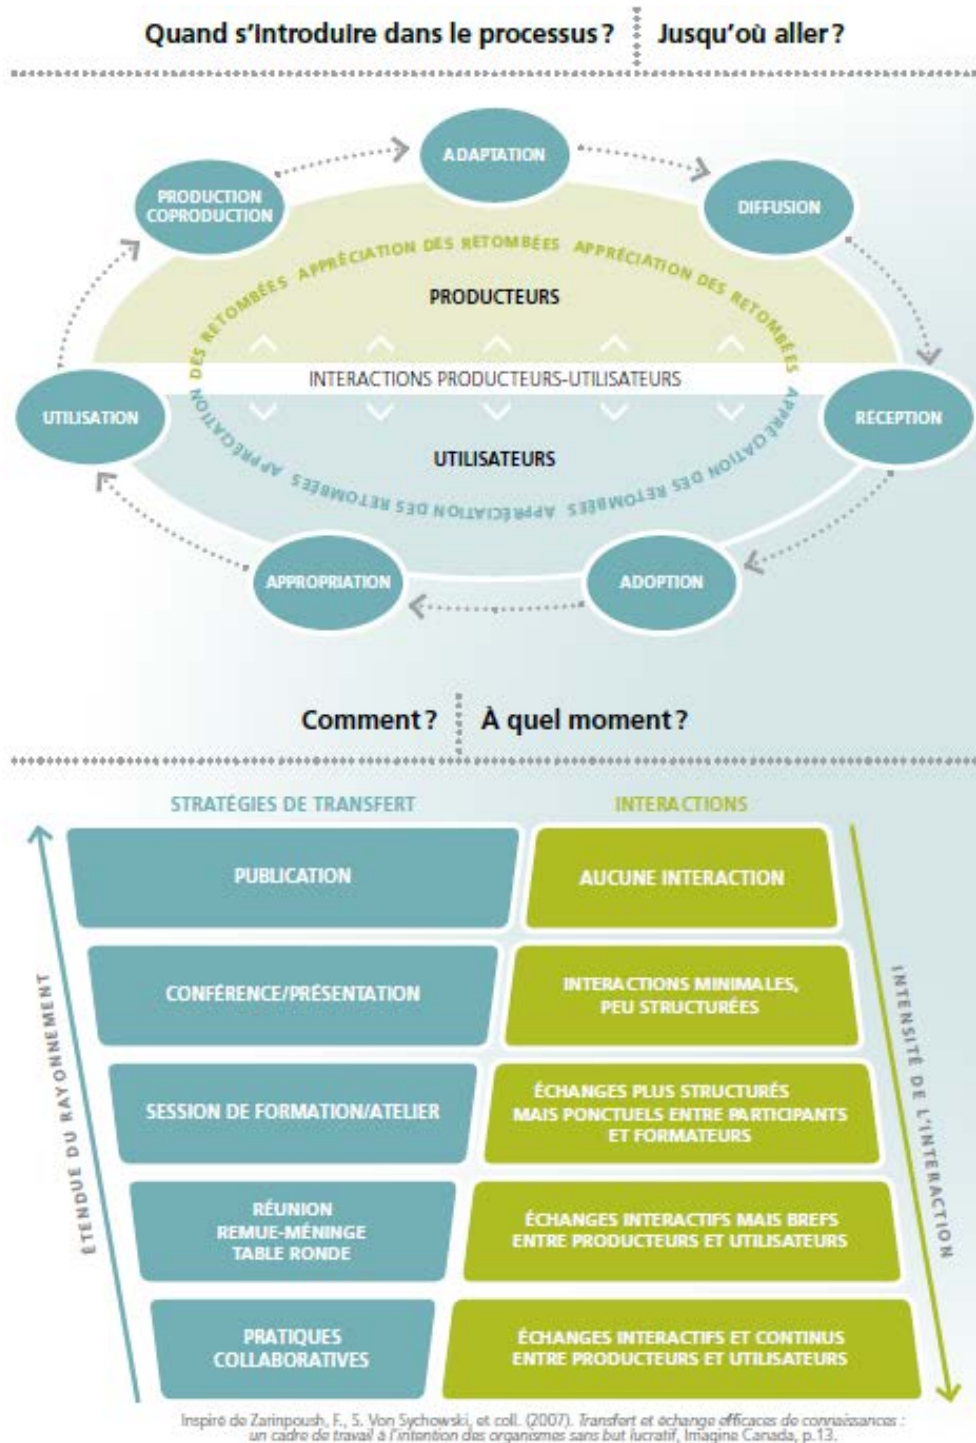 Quand s'introduire dans le processus ? Jusqu'où aller ?
ADAPTATION
PRODUCTION
COPRODUCTION
DIFFUSION
DES RETOMBÉES APPRÉCIATION DES RETOMBÉES APPRÉCIATION DES RETOMBÉES
PRODUCTEURS
INTERACTIONS PRODUCTEURS-UTILISATEURS
UTILISATION
RÉCEPTION
UTILISATEURS
APPRÉCIATION DES RETOMBÉES APPRÉCIATION DES RETOMBÉES APPRÉCIATION
APPROPRIATION
ADOPTION
Comment ? À quel moment ?
STRATÉGIES DE TRANSFERT
INTERACTIONS
PUBLICATION
AUCUNE INTERACTION
CONFÉRENCE/PRÉSENTATION
INTERACTIONS MINIMALES,
PEU STRUCTURÉES
SESSION DE FORMATION/ATELIER
ÉCHANGES PLUS STRUCTURÉS
MAIS PONCTUELS ENTRE PARTICIPANTS
ET FORMATEURS
RÉUNION
REMUE-MÉNINGE
TABLE RONDE
ÉCHANGES INTERACTIFS MAIS BREFS
ENTRE PRODUCTEURS ET UTILISATEURS
PRATIQUES
COLLABORATIVES
ÉCHANGES INTERACTIFS ET CONTINUS
ENTRE PRODUCTEURS ET UTILISATEURS
ÉTENDUE DU RAYONNEMENT
INTENSITÉ DE L'INTERACTION
Inspiré de Zarinpoush, F., S. Von Sychowski, et coll. (2007). Transfert et échange efficaces de connaissances :
un cadre de travail à l'intention des organismes sans but lucratif, Imagine Canada, p.13.